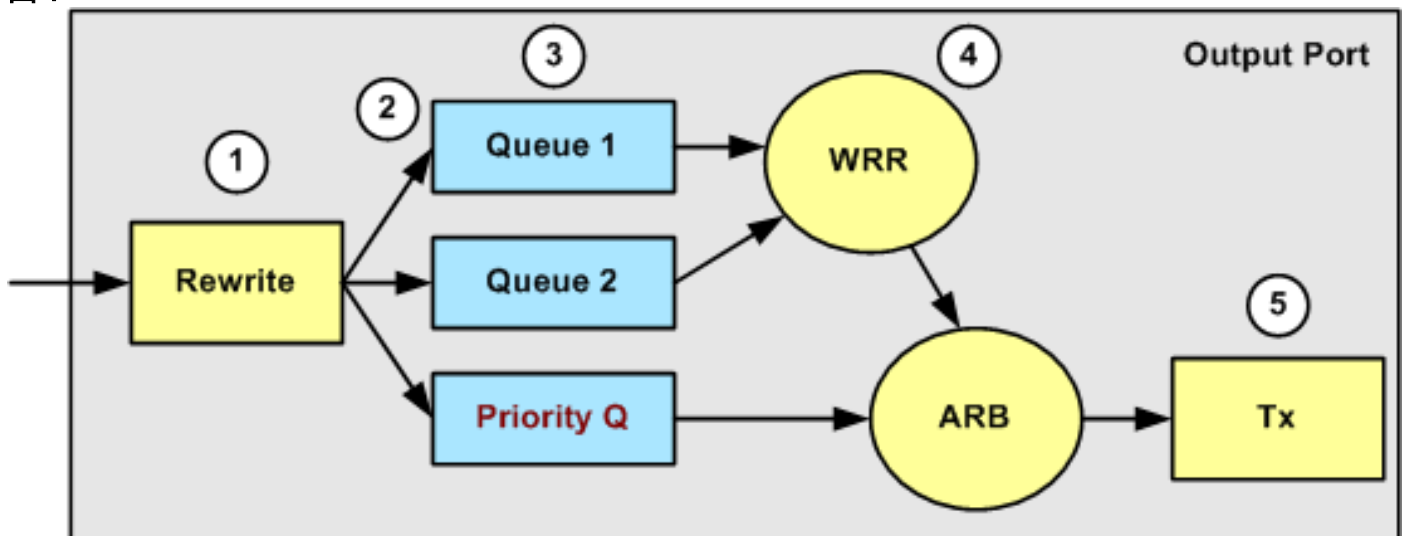 Output Port
1
2
3
4
5
Rewrite
Queue 1
Queue 2
Priority Q
WRR
ARB
Tx